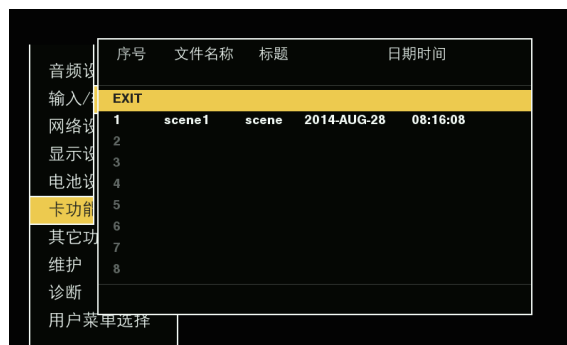 序号 文件名称 标题 日期时间
EXIT
1 scene1 scene 2014-AUG-28 08:16:08
2
3
4
5
6
7
8
音频设
输入/
网络设
显示设
电池设
卡功能
其它功
维护
诊断
用户菜单选择